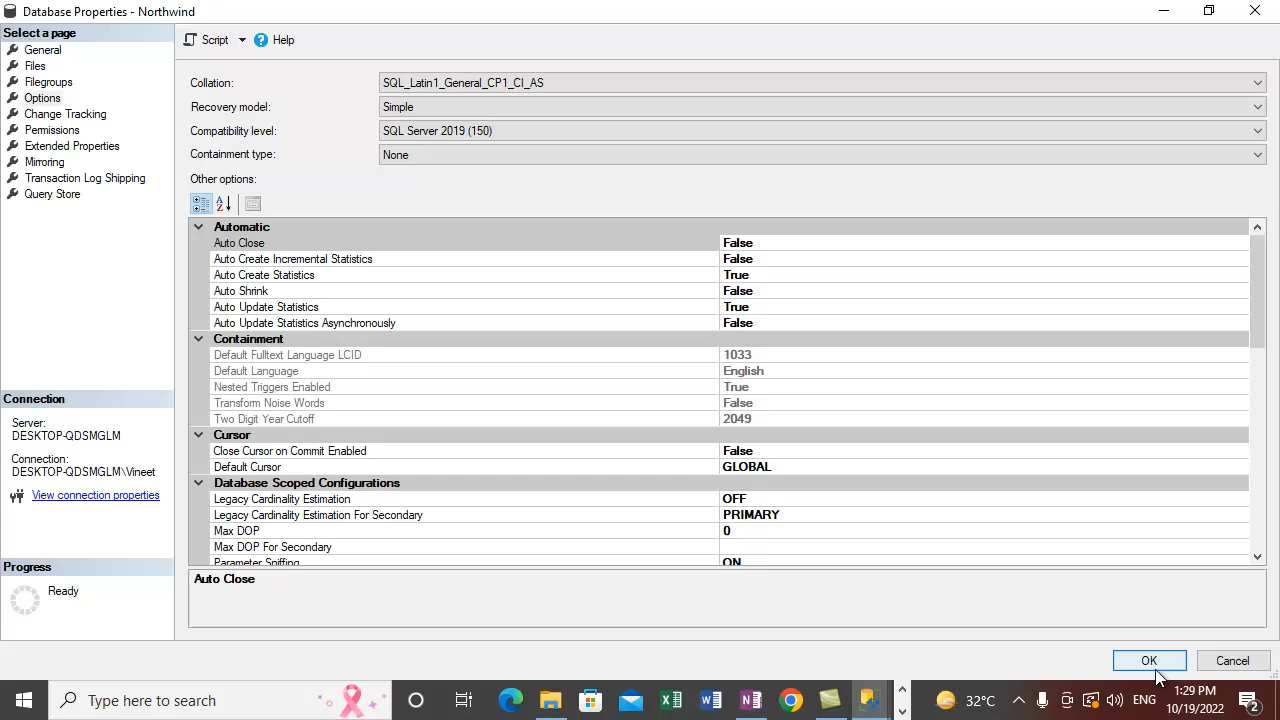 Database Properties - Northwind
Select a page
General
Files
Filegroups
Options
Change Tracking
Permissions
Extended Properties
Mirroring
Transaction Log Shipping
Query Store
Connection
Server:
DESKTOP-QDSMGLM
Connection:
DESKTOP-QDSMGLM\Vineet
View connection properties
Progress
Ready
Script
Help
Collation: SQL_Latin1_General_CP1_CI_AS
Recovery model: Simple
Compatibility level: SQL Server 2019 (150)
Containment type: None
Other options:
Automatic
Auto Close False
Auto Create Incremental Statistics False
Auto Create Statistics True
Auto Shrink False
Auto Update Statistics True
Auto Update Statistics Asynchronously False
Containment
Default Fulltext Language LCID 1033
Default Language English
Nested Triggers Enabled True
Transform Noise Words False
Two Digit Year Cutoff 2049
Cursor
Close Cursor on Commit Enabled False
Default Cursor GLOBAL
Database Scoped Configurations
Legacy Cardinality Estimation OFF
Legacy Cardinality Estimation For Secondary PRIMARY
Max DOP 0
Max DOP For Secondary
Parameter Sniffing ON
Auto Close
OK Cancel
Type here to search
32°C
ENG
1:29 PM
10/19/2022
2